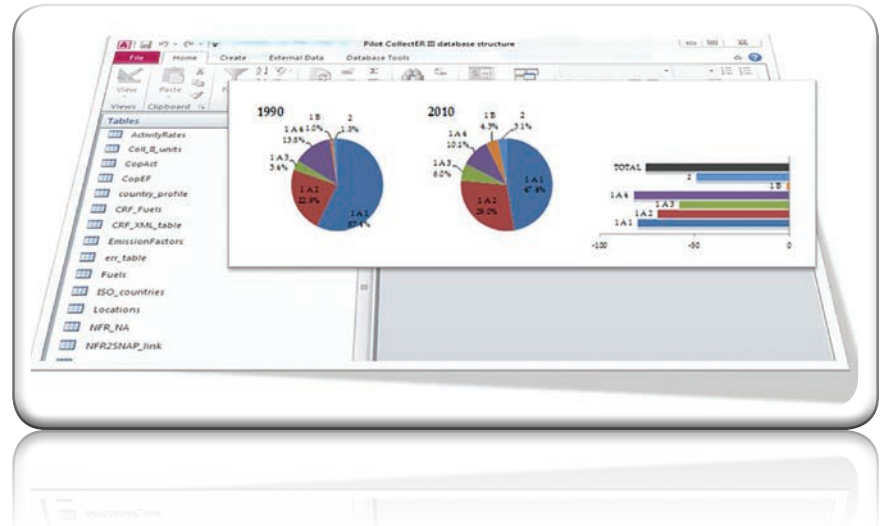 Pilot CollectER III database structure
File Home Create External Data Database Tools
View Paste
Views Clipboard
Tables
ActivityRates
Coll_II_units
CopAct
CopEF
country_profile
CRF_Fuels
CRF_XML_table
EmissionFactors
err_table
Fuels
ISO_countries
Locations
NFR_NA
NFR2SNAP_link
1990
1 B
1.0%
2
1.3%
1 A 4
13.8%
1 A 3
3.6%
1 A 2
22.9%
1 A 1
2010
1 B
4.3%
2
3.1%
1 A 4
10.1%
1 A 3
6.0%
1 A 2
29.0%
1 A 1
47.4%
TOTAL
2
1 B
1 A 4
1 A 3
1 A 2
1 A 1
-100 -50 0